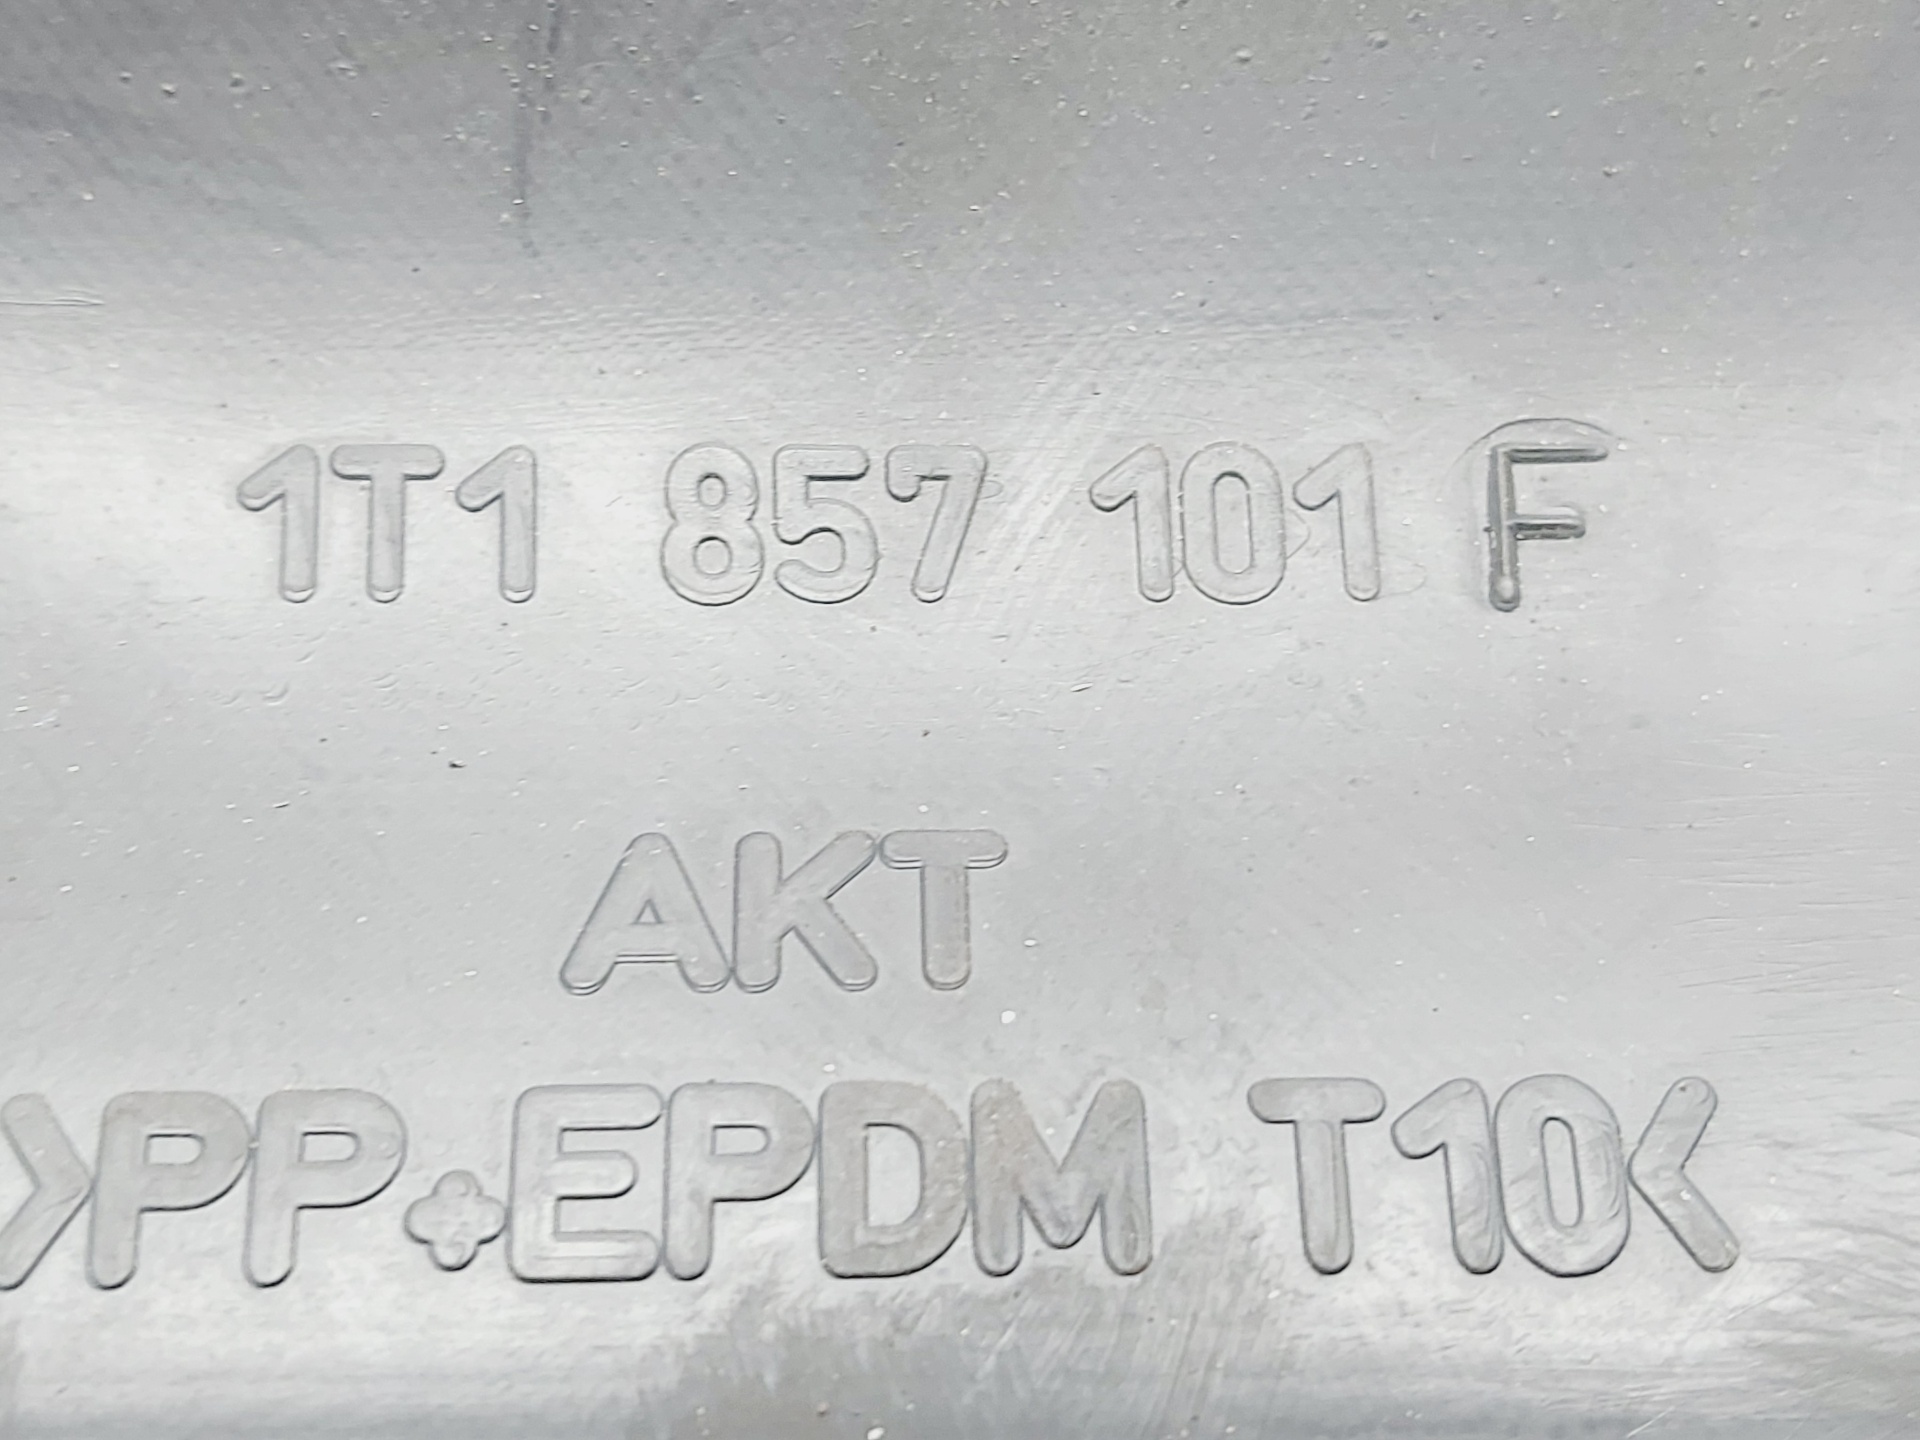 1T1 857 101 F
AKT
>PP+EPDM T10<